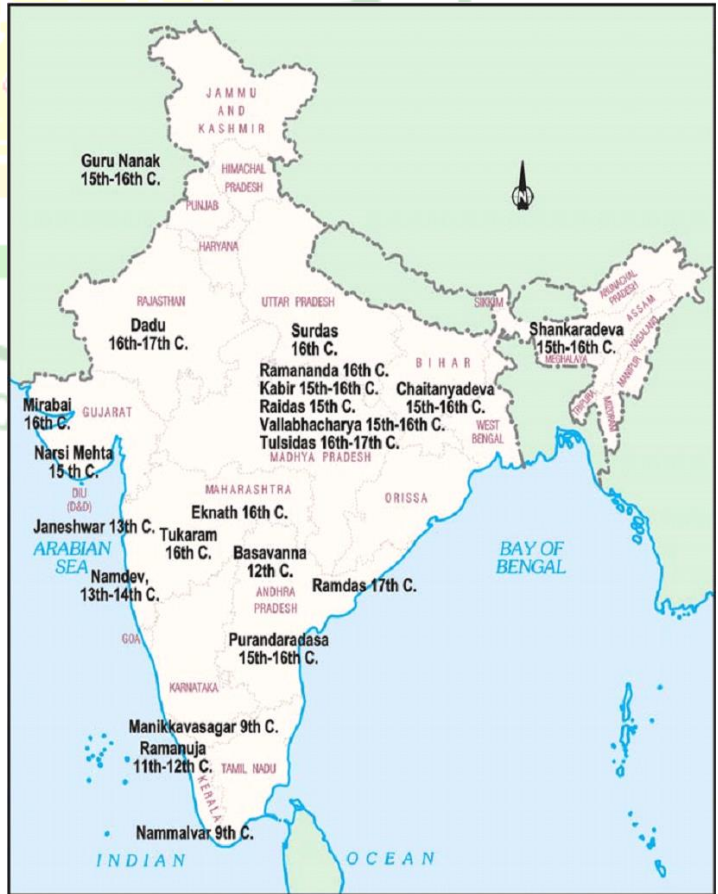 JAMMU
AND
KASHMIR
Guru Nanak
15th-16th C.
HIMACHAL
PRADESH
PUNJAB
HARYANA
N
RAJASTHAN
UTTAR PRADESH
SIKKIM
ARUNACHAL
PRADESH
ASSAM
NAGALAND
MANIPUR
MIZORAM
TRIPURA
MEGHALAYA
Dadu
16th-17th C.
Surdas
16th C.
Shankaradeva
15th-16th C.
BIHAR
Ramananda 16th C.
Kabir 15th-16th C.
Raidas 15th C.
Vallabhacharya 15th-16th C.
Tulsidas 16th-17th C.
Chaitanyadeva
15th-16th C.
WEST
BENGAL
Mirabai
16th C.
GUJARAT
Narsi Mehta
15 th C.
MADHYA PRADESH
DIU
(D&D)
MAHARASHTRA
ORISSA
Eknath 16th C.
Janeshwar 13th C.
ARABIAN
SEA
Tukaram
16th C.
Basavanna
12th C.
BAY OF
BENGAL
Namdev,
13th-14th C.
Ramdas 17th C.
ANDHRA
PRADESH
GOA
Purandaradasa
15th-16th C.
KARNATAKA
Manikkavasagar 9th C.
Ramanuja
11th-12th C.
TAMIL NADU
KERALA
Nammalvar 9th C.
INDIAN OCEAN